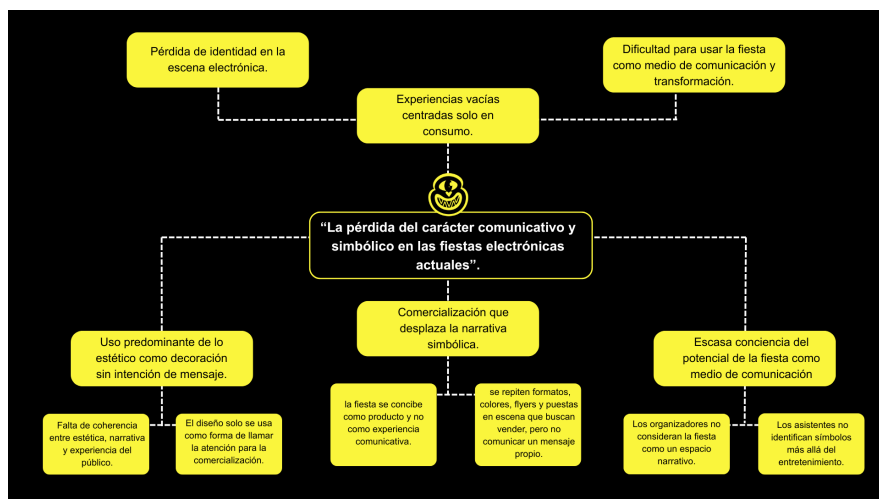 Pérdida de identidad en la
escena electrónica.
Dificultad para usar la fiesta
como medio de comunicación y
transformación.
Experiencias vacías
centradas solo en
consumo.
“La pérdida del carácter comunicativo y
simbólico en las fiestas electrónicas
actuales”.
Uso predominante de lo
estético como decoración
sin intención de mensaje.
Comercialización que
desplaza la narrativa
simbólica.
Escasa conciencia del
potencial de la fiesta como
medio de comunicación
Falta de coherencia
entre estética, narrativa
y experiencia del
público.
El diseño solo se usa
como forma de llamar
la atención para la
comercialización.
la fiesta se concibe
como producto y no
como experiencia
comunicativa.
se repiten formatos,
colores, flyers y puestas
en escena que buscan
vender, pero no
comunicar un mensaje
propio.
Los organizadores no
consideran la fiesta
como un espacio
narrativo.
Los asistentes no
identifican símbolos
más allá del
entretenimiento.